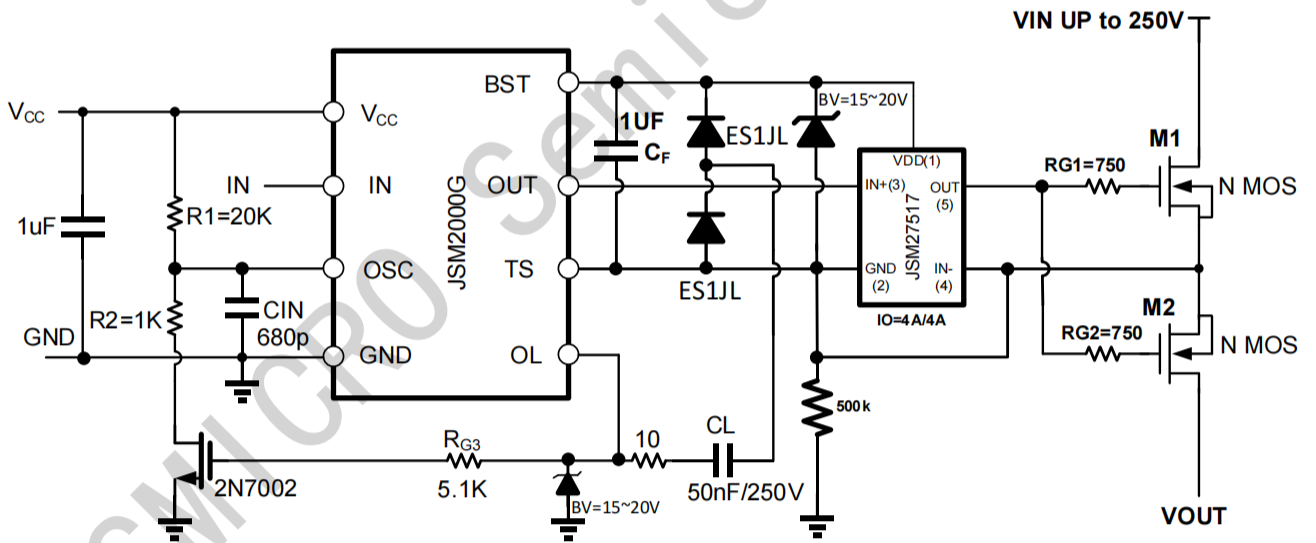 VIN UP to 250V
BST
BV=15~20V
VCC
VCC
1UF
CF
ES1JL
M1
VDD(1)
RG1=750
IN
IN
OUT
IN+(3)
OUT
(5)
N MOS
1uF
R1=20K
JSM2000G
JSM27517
OSC
TS
GND
(2)
IN-
(4)
ES1JL
CIN
680p
R2=1K
IO=4A/4A
M2
GND
GND
OL
RG2=750
N MOS
500k
RG3
10
CL
5.1K
50nF/250V
2N7002
BV=15~20V
VOUT
SMICRO Semic